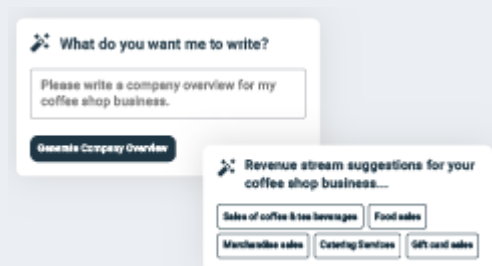 What do you want me to write?
Please write a company overview for my
coffee shop business.
Generate Company Overview
Revenue stream suggestions for your
coffee shop business...
Sales of coffee & tea beverages
Food sales
Merchandise sales
Catering Services
Gift card sales